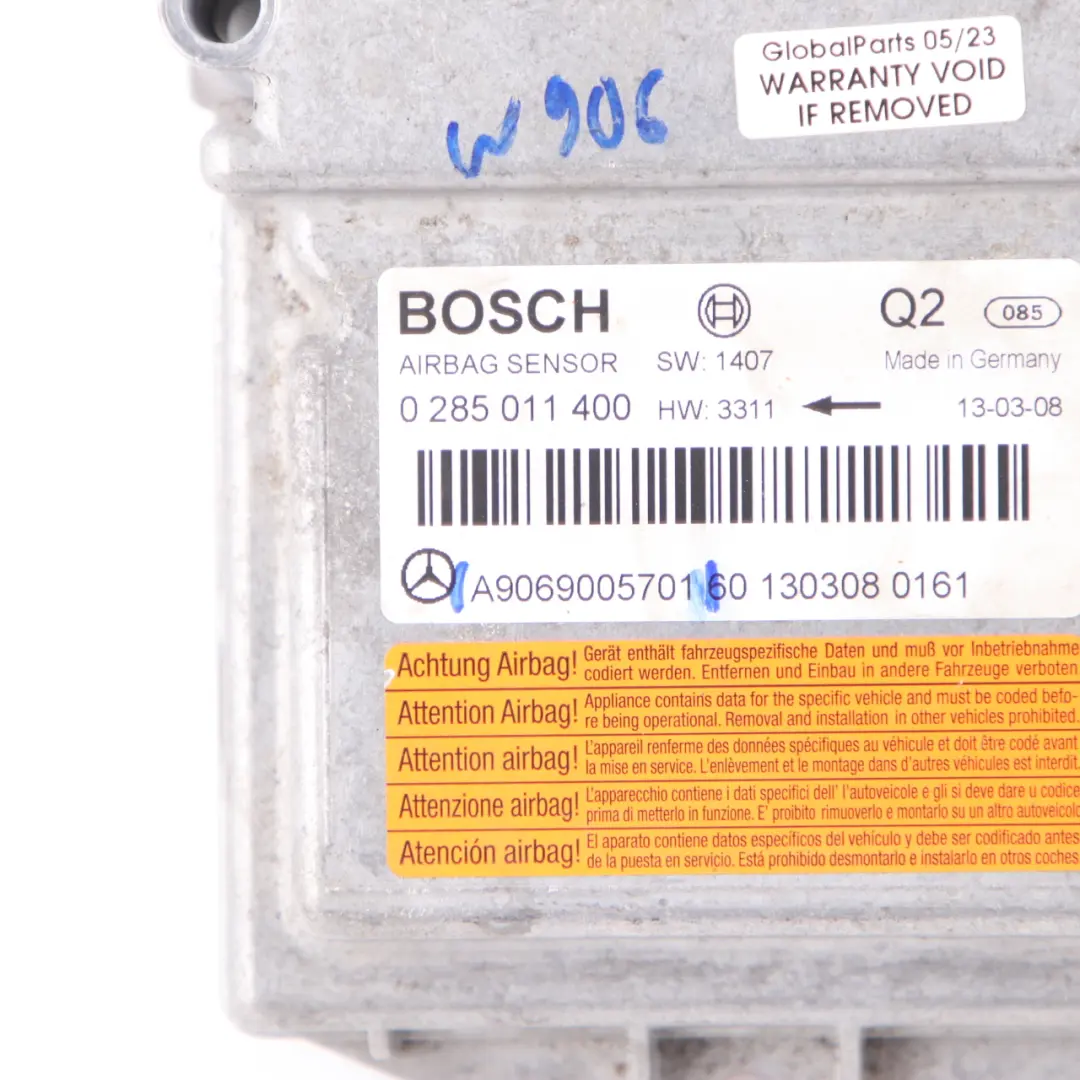 GlobalParts 05/23
WARRANTY VOID
IF REMOVED
W906
BOSCH Q2 085
AIRBAG SENSOR SW: 1407 Made in Germany
0 285 011 400 HW: 3311 13-03-08
A9069005701 60 130308 0161
Achtung Airbag! Gerät enthält fahrzeugspezifische Daten und muß vor Inbetriebnahme
codiert werden. Entfernen und Einbau in andere Fahrzeuge verboten
Attention Airbag! Appliance contains data for the specific vehicle and must be coded befo-
re being operational. Removal and installation in other vehicles prohibited.
Attention airbag! L'appareil renferme des données spécifiques au véhicule et doit être codé avant
la mise en service. L'enlèvement et le montage dans d'autres véhicules est interdit.
Attenzione airbag! L'apparecchio contiene i dati specifici dell' l'autoveicole e gli si deve dare u codice
prima di metterlo in funzione. E' proibito rimuoverlo e montarlo su un altro autoveicolo
Atención airbag! El aparato contiene datos específicos del vehículo y debe ser codificado antes
de la puesta en servicio. Está prohibido desmontarlo e instalarlo en otros coches